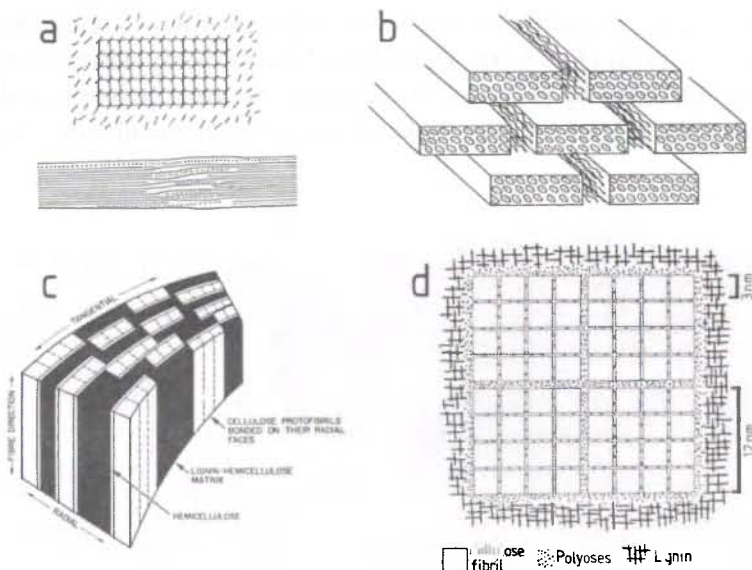 a
b
c
TANGENTIAL
FIBRE DIRECTION
RADIAL
CELLULOSE PROTOFIBRILS
BONDED ON THEIR RADIAL
FACES
LIGNIN-HEMICELLULOSE
MATRIX
HEMICELLULOSE
d
3nm
12nm
ose
fibril
Polyoses